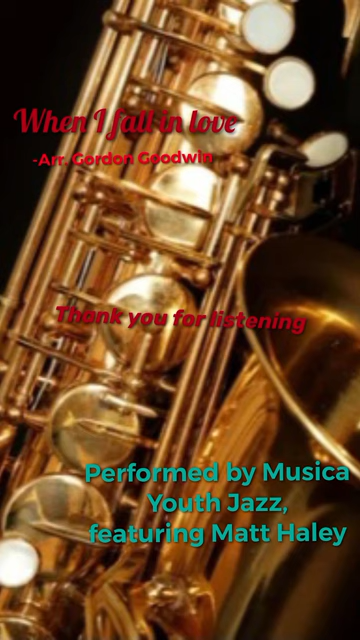 When I fall in love
-Arr. Gordon Goodwin
Thank you for listening
Performed by Musica
Youth Jazz,
featuring Matt Haley